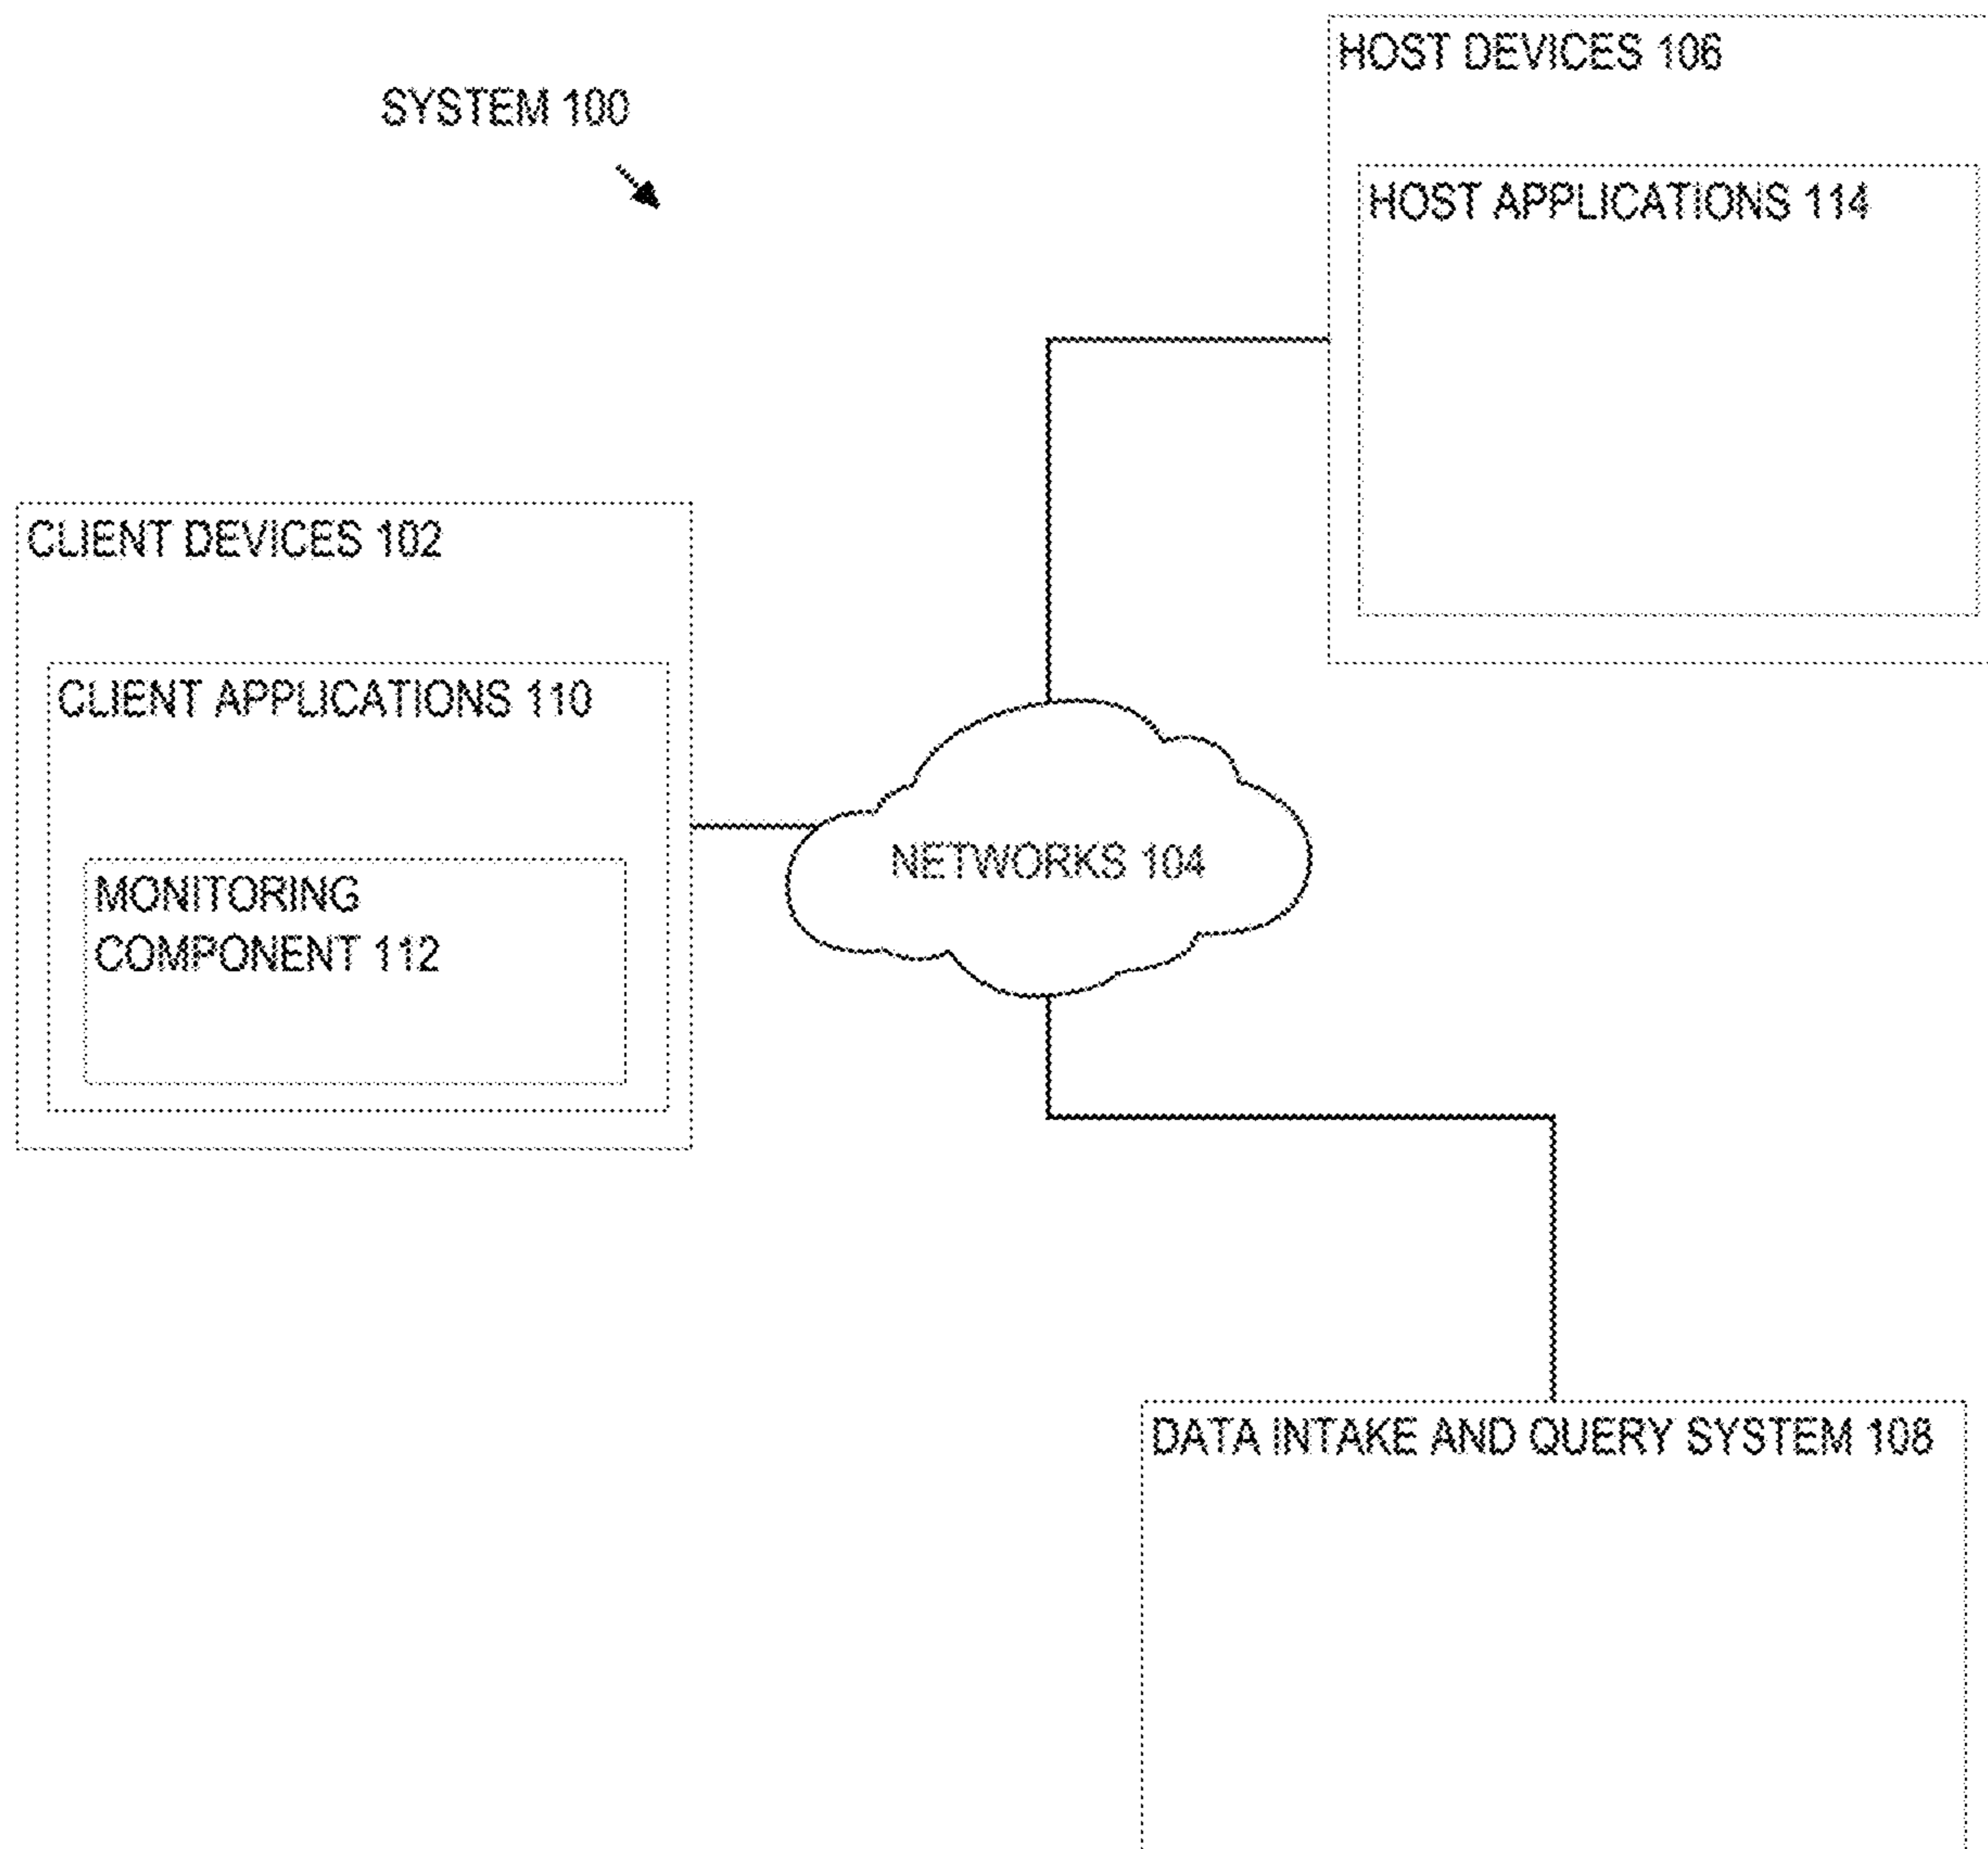 SYSTEM 100
HOST DEVICES 106
HOST APPLICATIONS 114
CLIENT DEVICES 102
CLIENT APPLICATIONS 110
MONITORING
COMPONENT 112
NETWORKS 104
DATA INTAKE AND QUERY SYSTEM 108